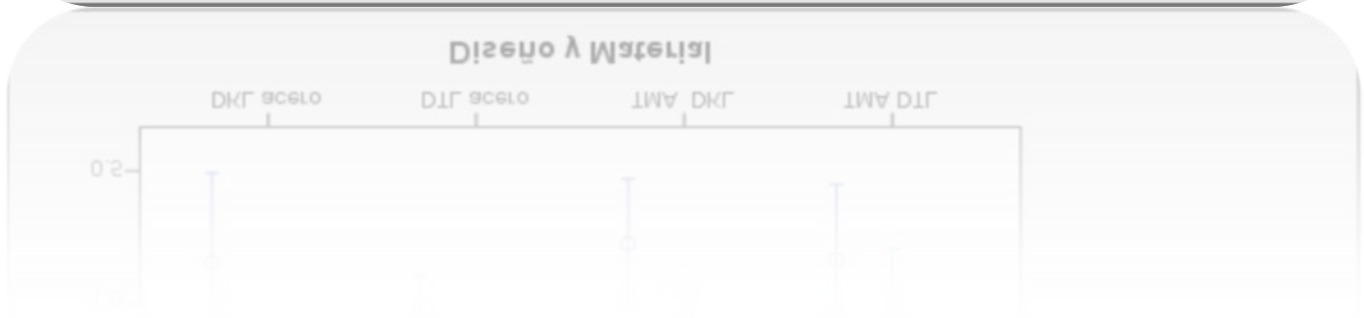 Diseño y Material
DKL acero DTL acero TMA DKL TMA DTL
0.5